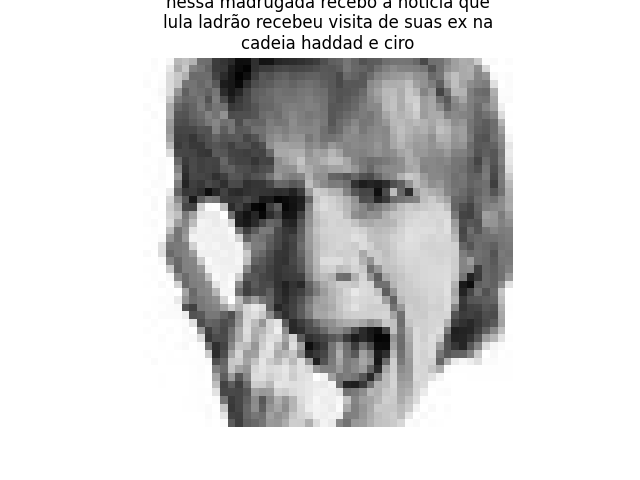 nessa madrugada recebo a notícia que
lula ladrão recebeu visita de suas ex na
cadeia haddad e ciro